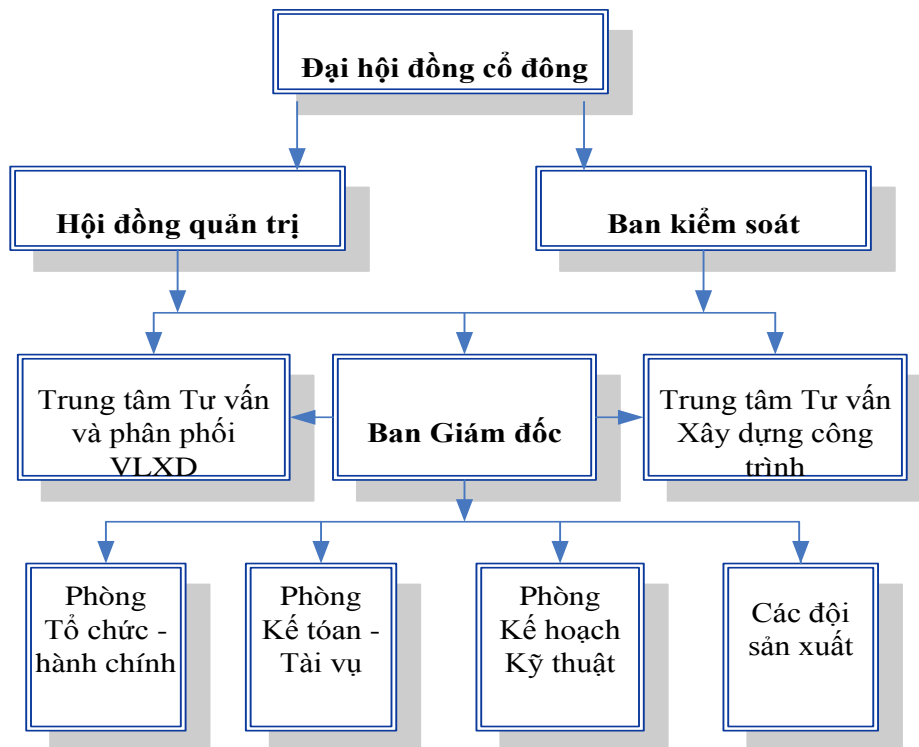 Đại hội đồng cổ đông
Hội đồng quản trị
Ban kiểm soát
Trung tâm Tư vấn
và phân phối
VLXD
Ban Giám đốc
Trung tâm Tư vấn
Xây dựng công
trình
Phòng
Tổ chức -
hành chính
Phòng
Kế tóan -
Tài vụ
Phòng
Kế hoạch
Kỹ thuật
Các đội
sản xuất